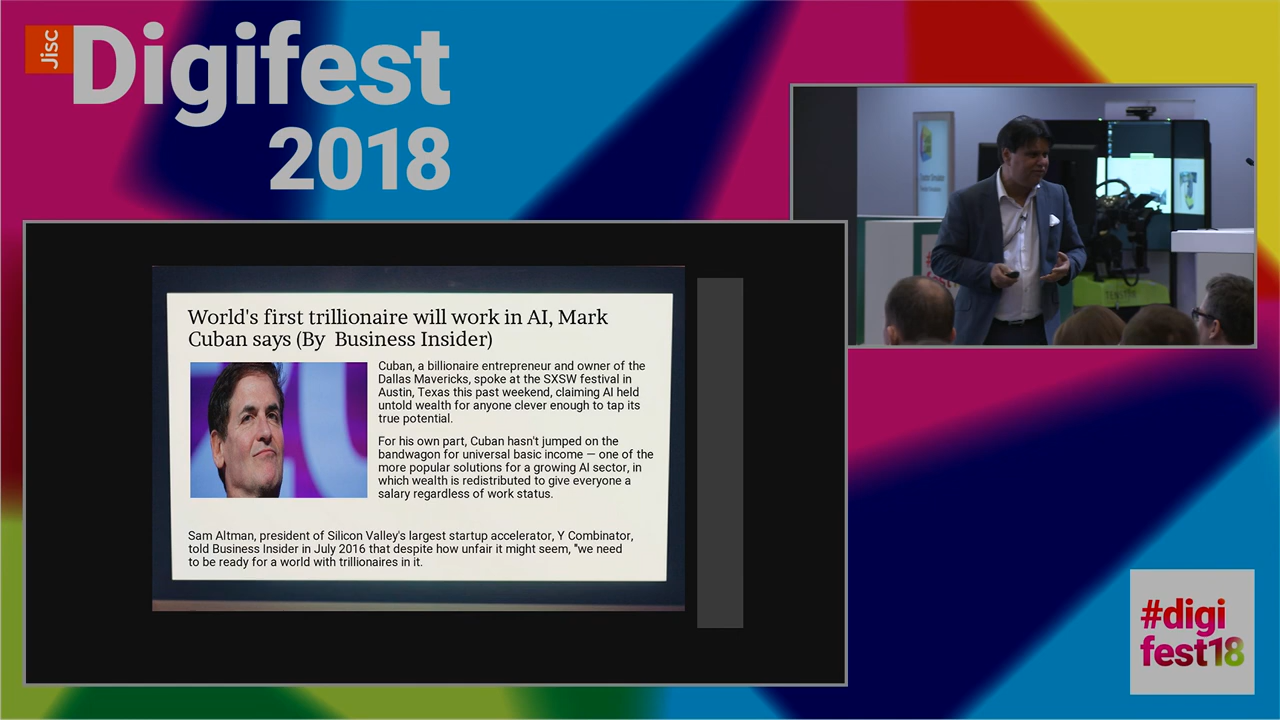 Jisc
Digifest
2018
World's first trillionaire will work in AI, Mark
Cuban says (By Business Insider)
Cuban, a billionaire entrepreneur and owner of the
Dallas Mavericks, spoke at the SXSW festival in
Austin, Texas this past weekend, claiming AI held
untold wealth for anyone clever enough to tap its
true potential.
For his own part, Cuban hasn't jumped on the
bandwagon for universal basic income — one of the
more popular solutions for a growing AI sector, in
which wealth is redistributed to give everyone a
salary regardless of work status.
Sam Altman, president of Silicon Valley's largest startup accelerator, Y Combinator,
told Business Insider in July 2016 that despite how unfair it might seem, "we need
to be ready for a world with trillionaires in it.
#digi
fest18